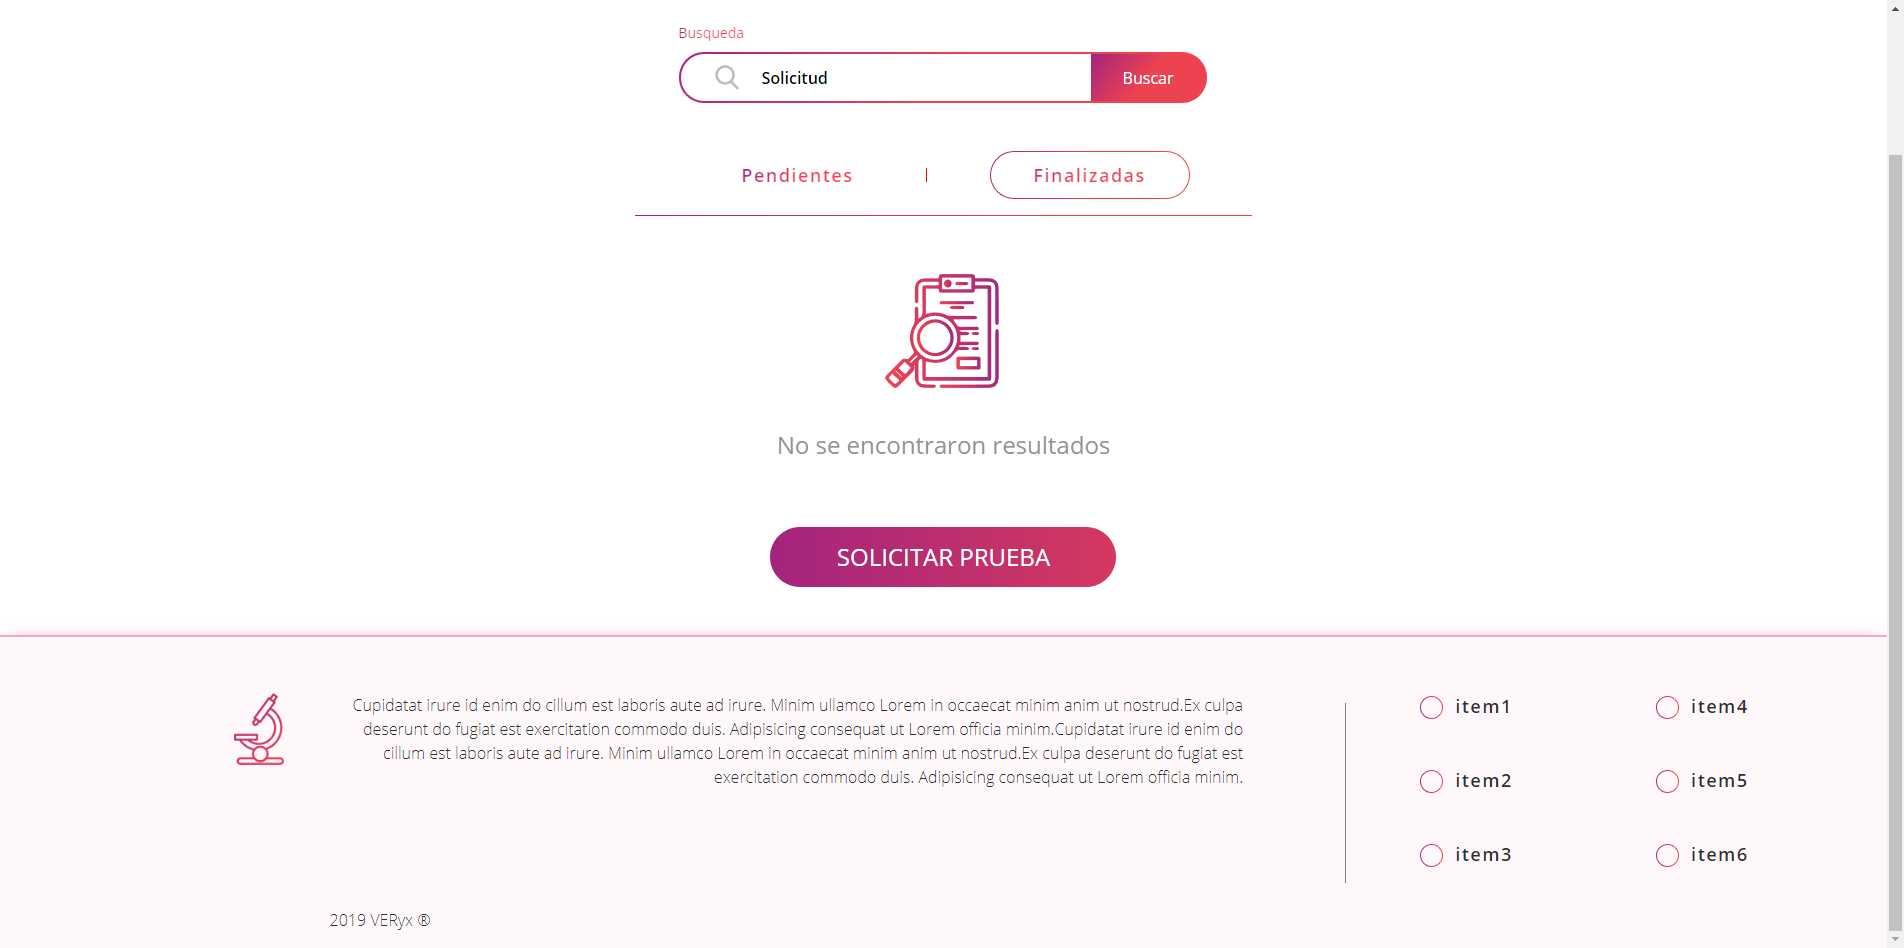 Busqueda
Solicitud
Buscar
Pendientes
Finalizadas
No se encontraron resultados
SOLICITAR PRUEBA
Cupidatat irure id enim do cillum est laboris aute ad irure. Minim ullamco Lorem in occaecat minim anim ut nostrud.Ex culpa
deserunt do fugiat est exercitation commodo duis. Adipisicing consequat ut Lorem officia minim.Cupidatat irure id enim do
cillum est laboris aute ad irure. Minim ullamco Lorem in occaecat minim anim ut nostrud.Ex culpa deserunt do fugiat est
exercitation commodo duis. Adipisicing consequat ut Lorem officia minim.
item1
item2
item3
item4
item5
item6
2019 VERyx ®